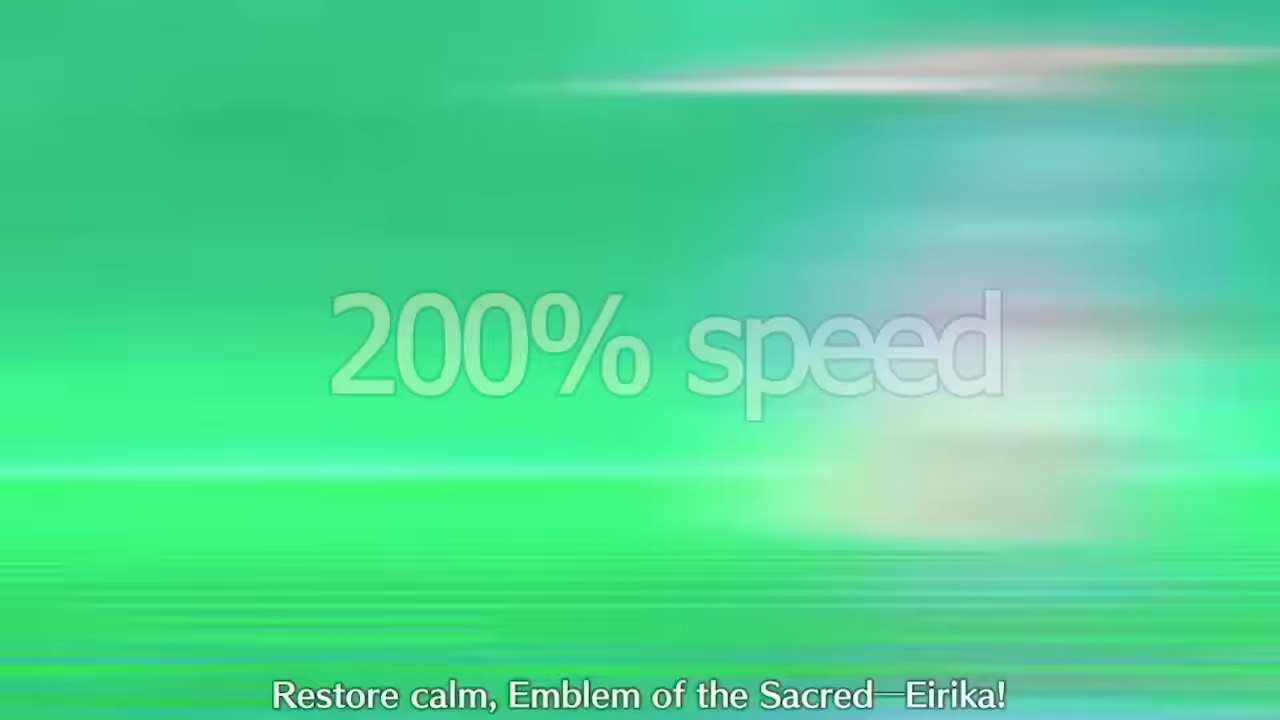 200% speed
Restore calm, Emblem of the Sacred—Eirika!